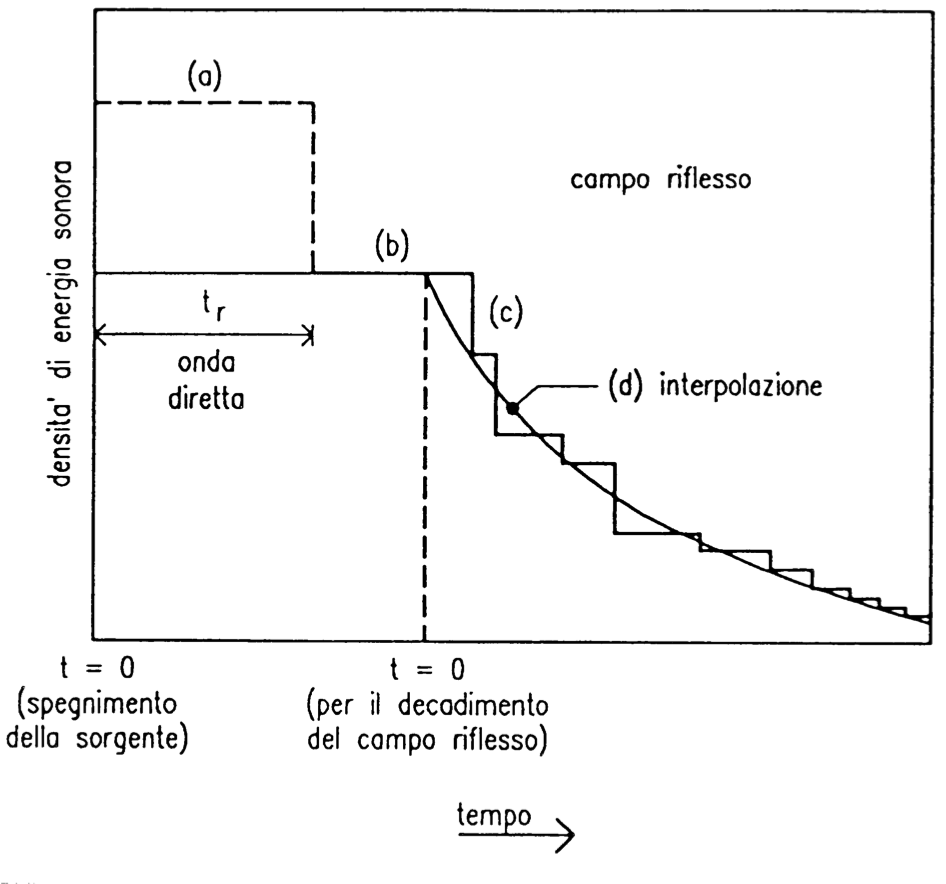 (a)
campo riflesso
densita' di energia sonora
(b)
t_r
(c)
onda
diretta
(d) interpolazione
t = 0
(spegnimento
della sorgente)
t = 0
(per il decadimento
del campo riflesso)
tempo